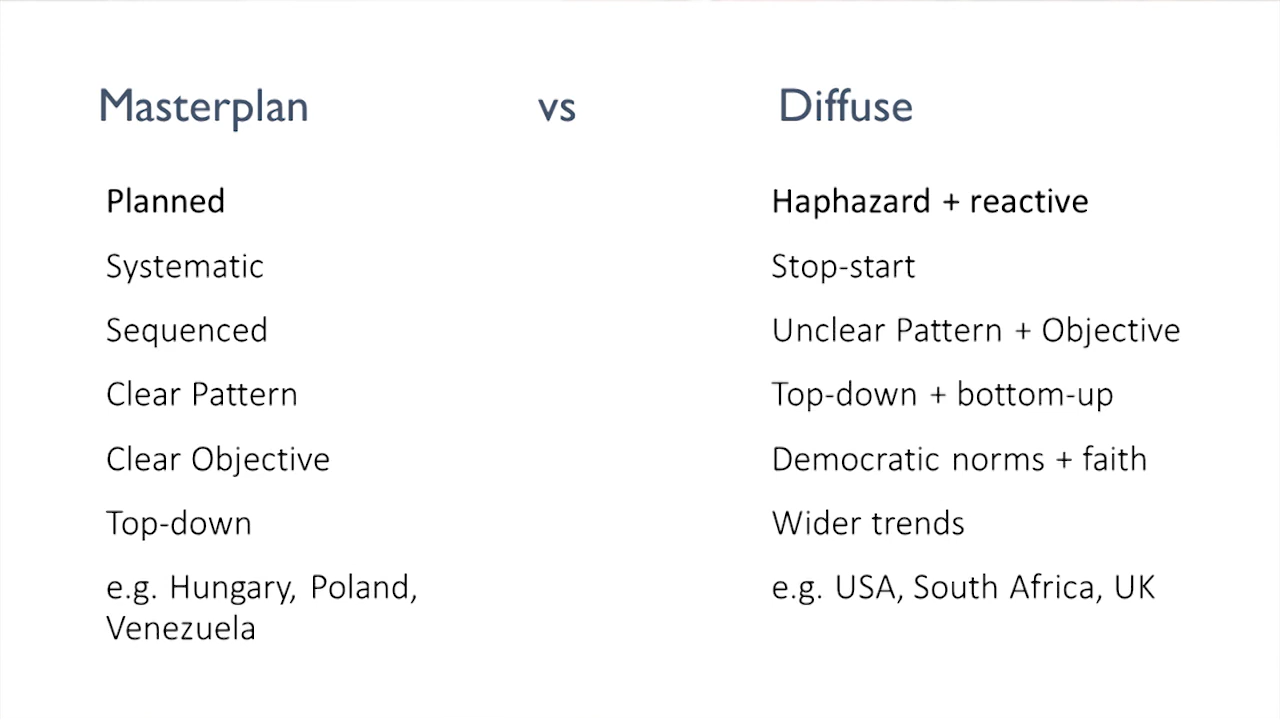 Masterplan vs Diffuse
Planned
Systematic
Sequenced
Clear Pattern
Clear Objective
Top-down
e.g. Hungary, Poland,
Venezuela
Haphazard + reactive
Stop-start
Unclear Pattern + Objective
Top-down + bottom-up
Democratic norms + faith
Wider trends
e.g. USA, South Africa, UK